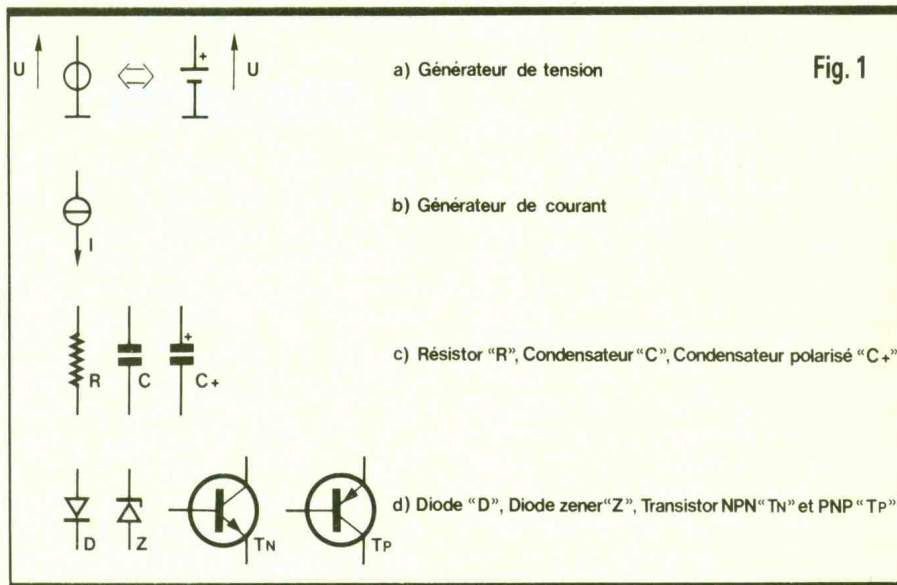 U + U a) Générateur de tension Fig. 1
b) Générateur de courant
I
R C + C+ c) Résistor “R”, Condensateur “C”, Condensateur polarisé “C+”
D Z TN TP d) Diode “D”, Diode zener “Z”, Transistor NPN “TN” et PNP “TP”